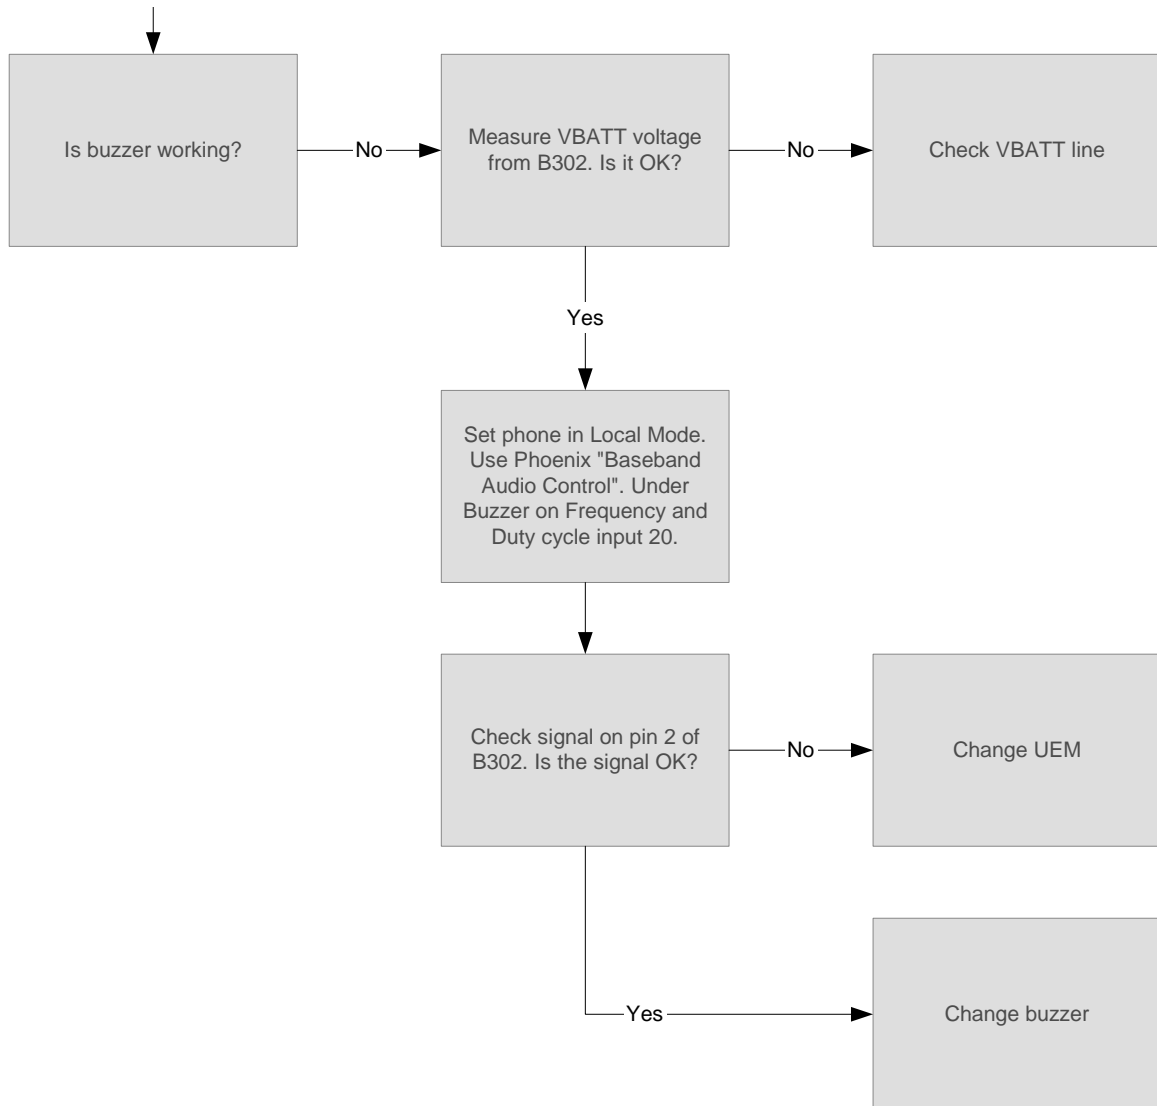 Is buzzer working?
No
Measure VBATT voltage
from B302. Is it OK?
No
Check VBATT line
Yes
Set phone in Local Mode.
Use Phoenix "Baseband
Audio Control". Under
Buzzer on Frequency and
Duty cycle input 20.
Check signal on pin 2 of
B302. Is the signal OK?
No
Change UEM
Yes
Change buzzer